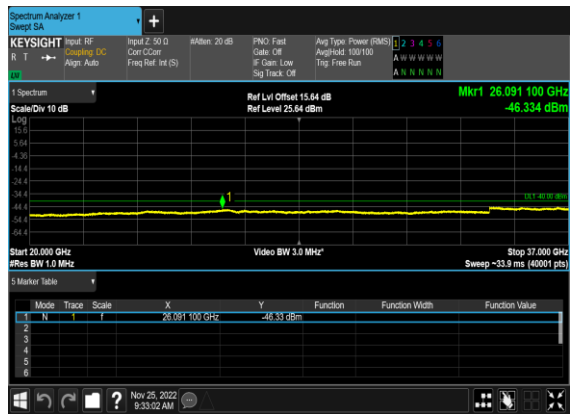 Spectrum Analyzer 1
Swept SA
KEYSIGHT Input: RF Input Z: 50 Ω #Atten: 20 dB PNO: Fast Avg Type: Power (RMS) 1 2 3 4 5 6
R T Coupling: DC Corr CCorr Gate: Off Avg|Hold: 100/100 A W W W W W
Align: Auto Freq Ref: Int (S) IF Gain: Low Trig: Free Run
LW Sig Track: Off A N N N N N
1 Spectrum Ref Lvl Offset 15.64 dB Mkr1 26.091 100 GHz
Scale/Div 10 dB Ref Level 25.64 dBm -46.334 dBm
Log
15.6
5.64
-4.36
-14.4
-24.4
-34.4 1 DL1 -40.00 dBm
-44.4
-54.4
-64.4
Start 20.000 GHz Video BW 3.0 MHz* Stop 37.000 GHz
#Res BW 1.0 MHz Sweep ~33.9 ms (40001 pts)
5 Marker Table
Mode Trace Scale X Y Function Function Width Function Value
1 N 1 f 26.091 100 GHz -46.33 dBm
2
3
4
5
6
? Nov 25, 2022
9:33:02 AM